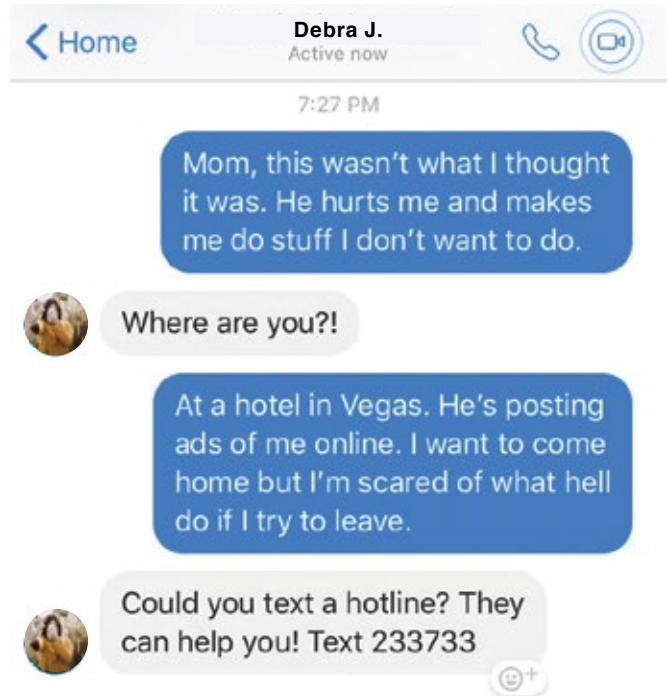 Home
Debra J.
Active now
7:27 PM
Mom, this wasn't what I thought
it was. He hurts me and makes
me do stuff I don't want to do.
Where are you?!
At a hotel in Vegas. He's posting
ads of me online. I want to come
home but I'm scared of what hell
do if I try to leave.
Could you text a hotline? They
can help you! Text 233733